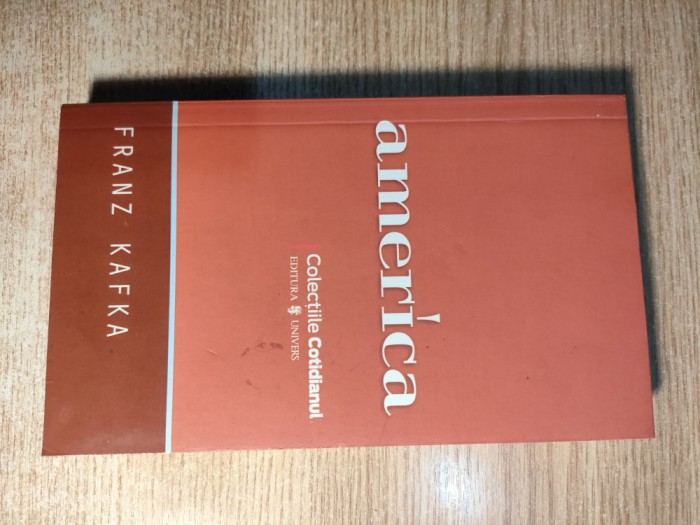 america
Colecțiile Cotidianul
EDITURA UNIVERS
FRANZ KAFKA